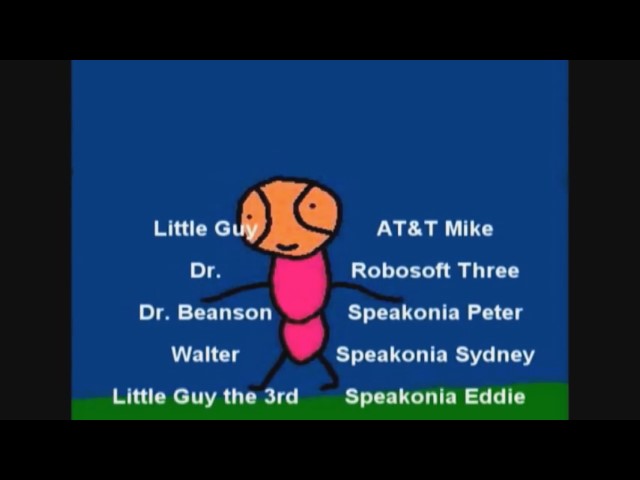 Little Guy AT&T Mike
Dr. Robosoft Three
Dr. Beanson Speakonia Peter
Walter Speakonia Sydney
Little Guy the 3rd Speakonia Eddie